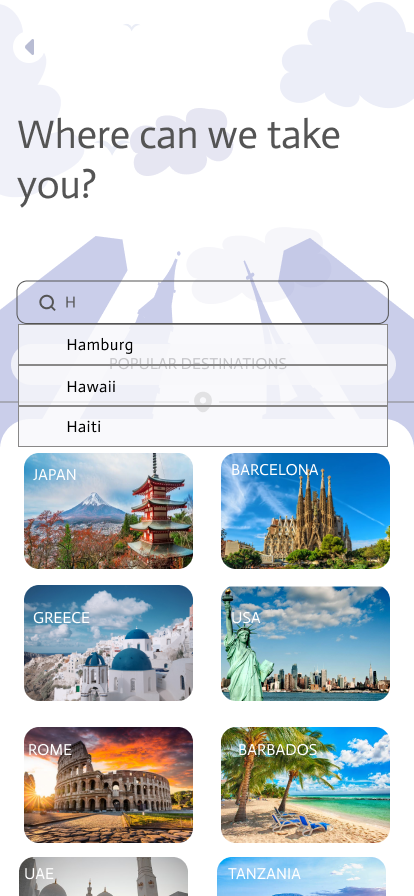 Where can we take
you?
H
Hamburg
POPULAR DESTINATIONS
Hawaii
Haiti
JAPAN
BARCELONA
GREECE
USA
ROME
BARBADOS
UAE
TANZANIA